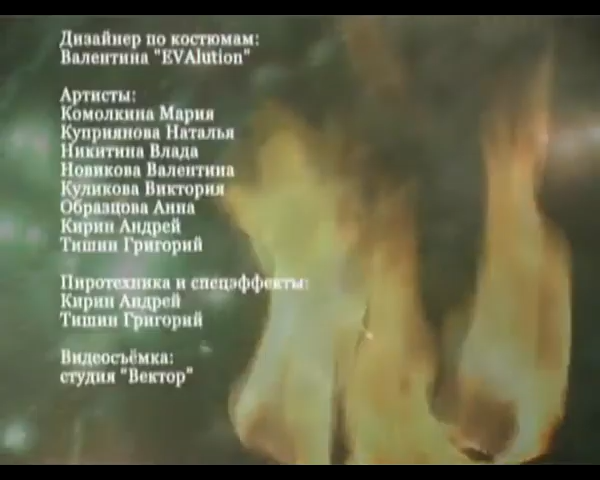 Дизайнер по костюмам:
Валентина "EVAlution"
Артисты:
Комолкина Мария
Куприянова Наталья
Никитина Влада
Новикова Валентина
Куликова Виктория
Образцова Анна
Кирин Андрей
Тишин Григорий
Пиротехника и спецэффекты:
Кирин Андрей
Тишин Григорий
Видеосъёмка:
студия "Вектор"